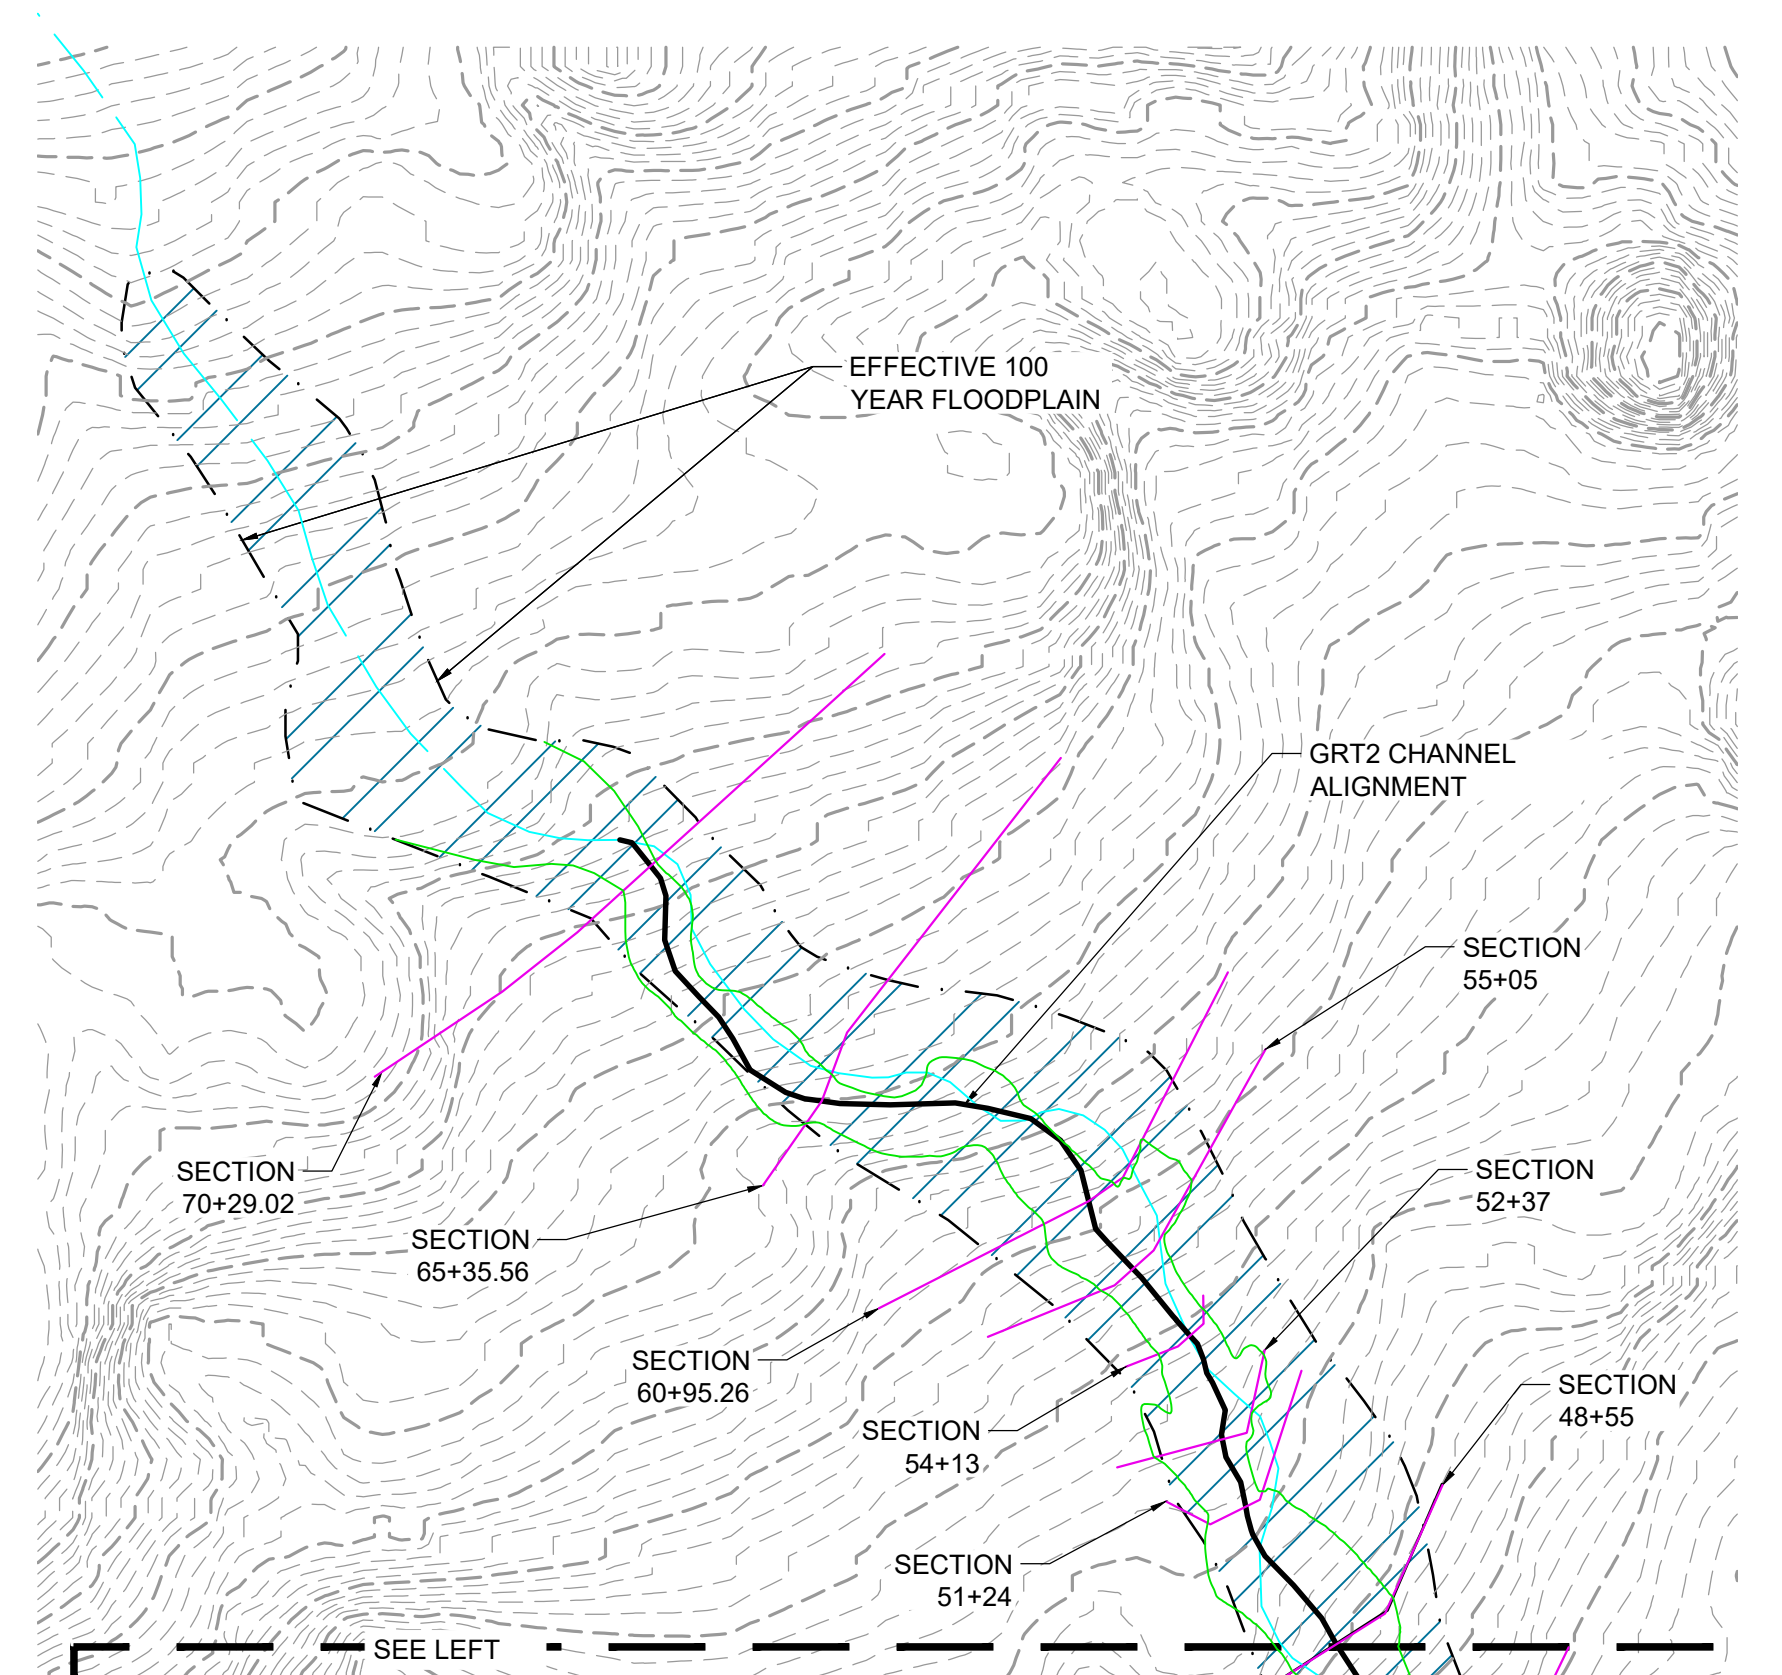 EFFECTIVE 100
YEAR FLOODPLAIN
GRT2 CHANNEL
ALIGNMENT
SECTION
55+05
SECTION
70+29.02
SECTION
52+37
SECTION
65+35.56
SECTION
60+95.26
SECTION
48+55
SECTION
54+13
SECTION
51+24
SEE LEFT